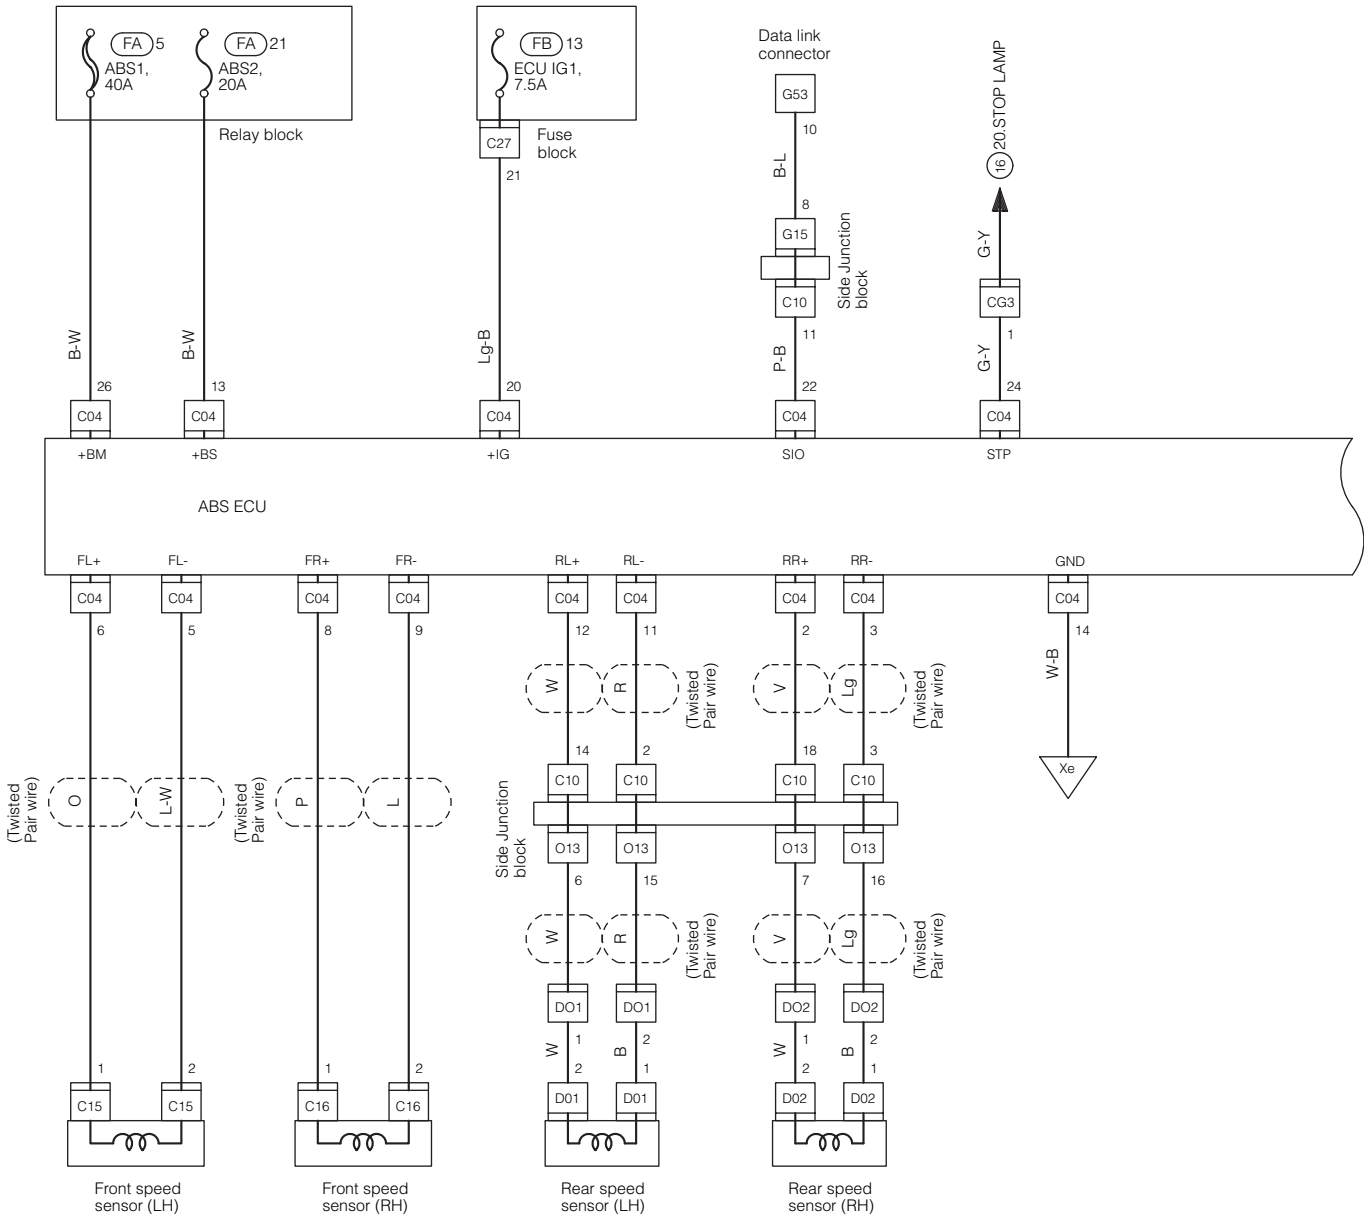 FA 5
ABS1,
40A
FA 21
ABS2,
20A
Relay block
FB 13
ECU IG1,
7.5A
C27
Fuse
block
21
Data link
connector
G53
10
B-L
8
G15
Side Junction
block
C10
11
P-B
22
16 20.STOP LAMP
G-Y
CG3
1
G-Y
24
B-W
26
B-W
13
Lg-B
20
C04
C04
C04
C04
C04
+BM
+BS
+IG
SIO
STP
ABS ECU
FL+
FL-
FR+
FR-
RL+
RL-
RR+
RR-
GND
C04
C04
C04
C04
C04
C04
C04
C04
C04
6
5
8
9
12
11
2
3
14
W-B
Xe
W
R
(Twisted
Pair wire)
V
Lg
(Twisted
Pair wire)
14
2
18
3
C10
C10
C10
C10
(Twisted
Pair wire)
O
L-W
(Twisted
Pair wire)
P
L
Side Junction
block
O13
O13
O13
O13
6
15
7
16
W
R
(Twisted
Pair wire)
V
Lg
(Twisted
Pair wire)
DO1
DO1
DO2
DO2
1
2
1
2
W
B
W
B
1
2
1
2
2
1
2
1
C15
C15
C16
C16
D01
D01
D02
D02
Front speed
sensor (LH)
Front speed
sensor (RH)
Rear speed
sensor (LH)
Rear speed
sensor (RH)